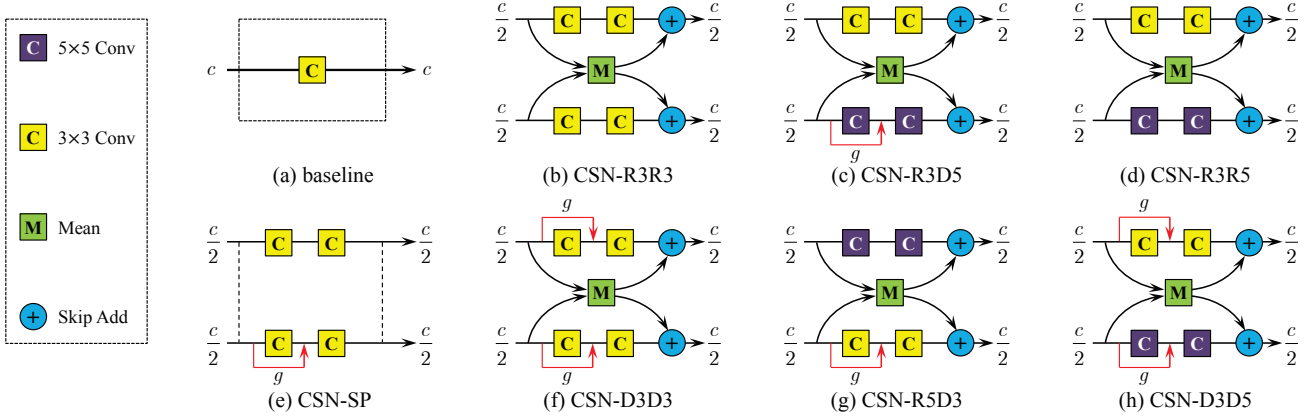 C 5×5 Conv
C 3×3 Conv
M Mean
+ Skip Add
c C c
(a) baseline
c/2 C C + c/2
M
c/2 C C + c/2
(b) CSN-R3R3
c/2 C C + c/2
M
c/2 C C + c/2
g
(c) CSN-R3D5
c/2 C C + c/2
M
c/2 C C + c/2
(d) CSN-R3R5
c/2 C C c/2
c/2 C C c/2
g
(e) CSN-SP
g
c/2 C C + c/2
M
c/2 C C + c/2
g
(f) CSN-D3D3
c/2 C C + c/2
M
c/2 C C + c/2
g
(g) CSN-R5D3
g
c/2 C C + c/2
M
c/2 C C + c/2
g
(h) CSN-D3D5